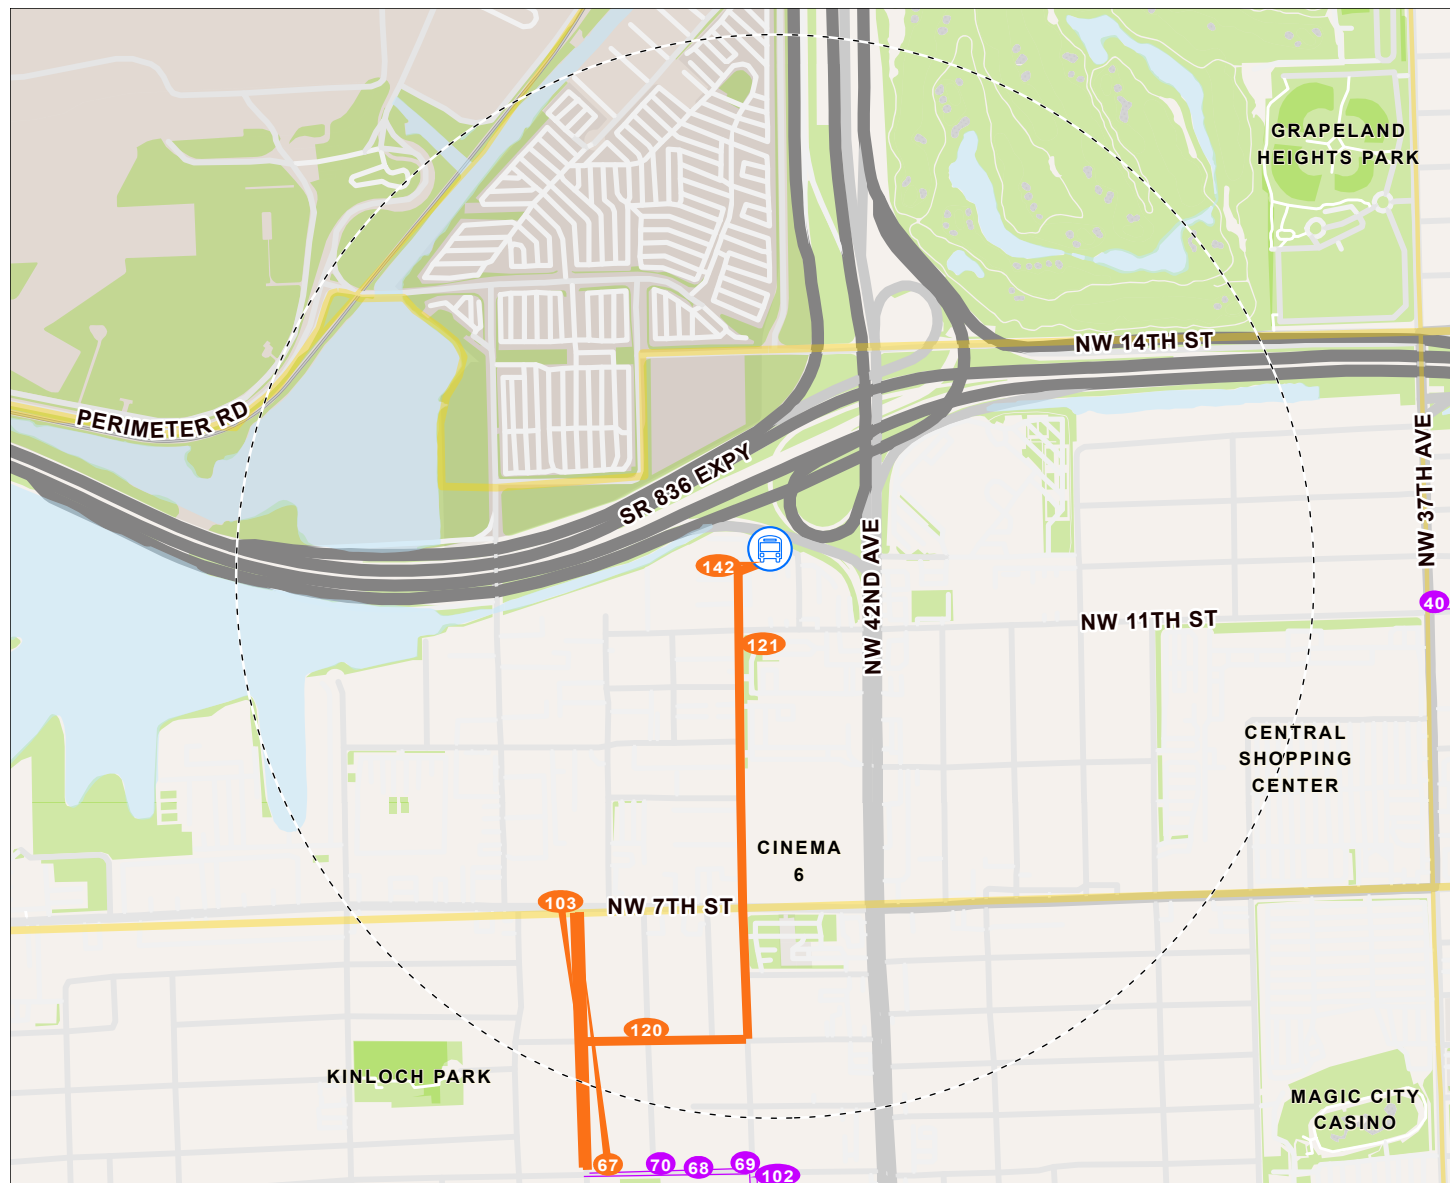 GRAPELAND
HEIGHTS PARK
NW 14TH ST
PERIMETER RD
SR 836 EXPY
NW 37TH AVE
NW 42ND AVE
142
40
NW 11TH ST
121
CENTRAL
SHOPPING
CENTER
CINEMA
6
103
NW 7TH ST
120
KINLOCH PARK
MAGIC CITY
CASINO
67
70
68
69
102